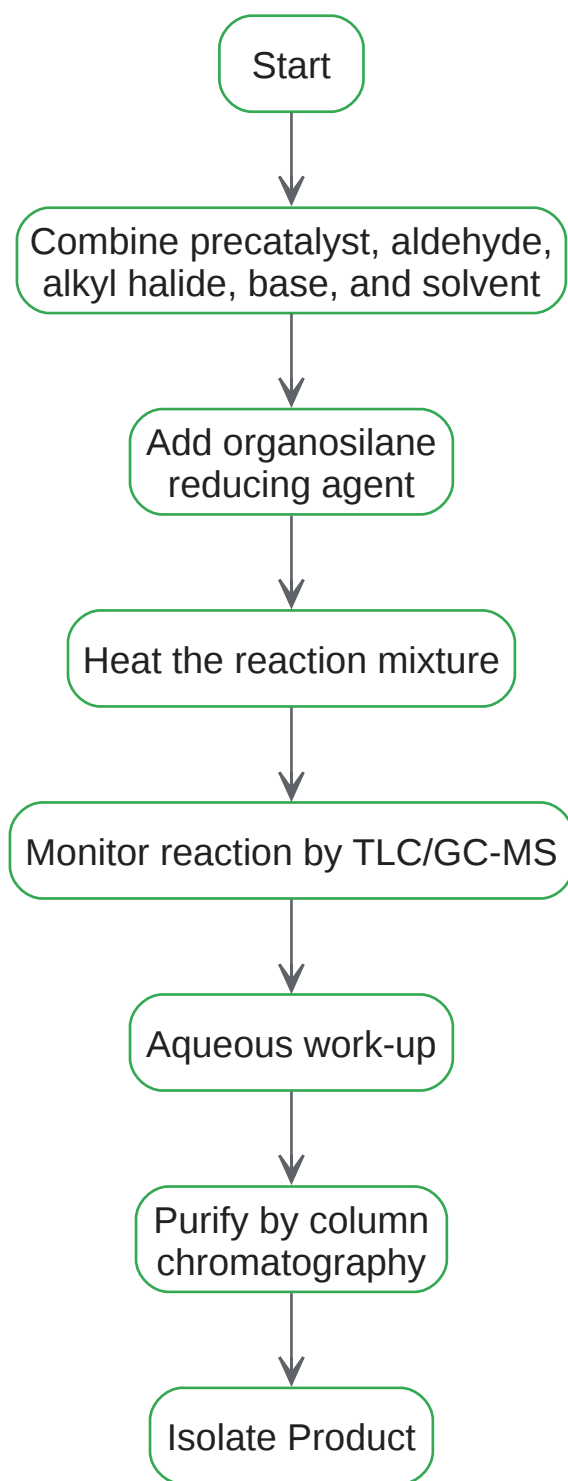 Start
Combine precatalyst, aldehyde,
alkyl halide, base, and solvent
Add organosilane
reducing agent
Heat the reaction mixture
Monitor reaction by TLC/GC-MS
Aqueous work-up
Purify by column
chromatography
Isolate Product